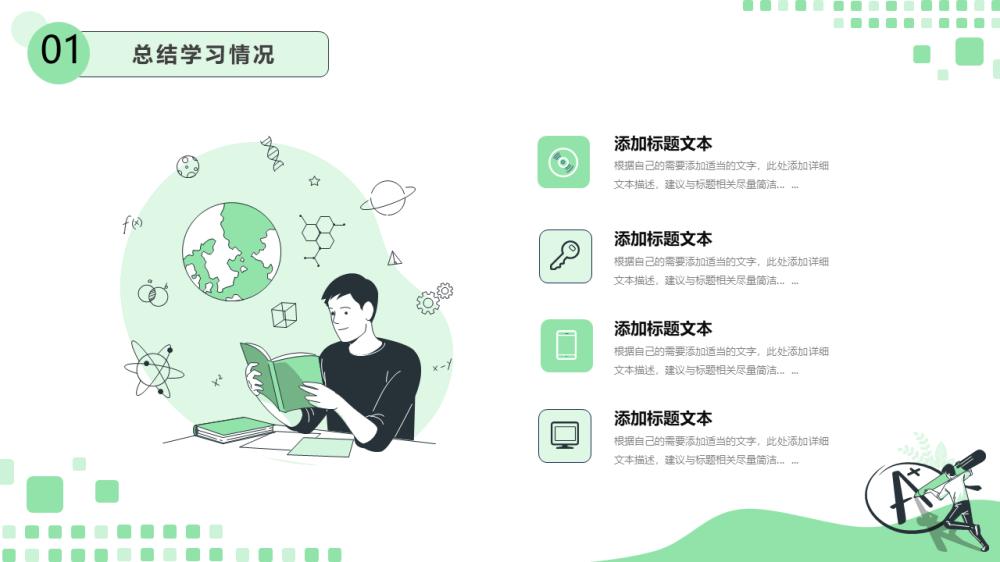 01
总结学习情况
f(x)
x²
x-y
添加标题文本
根据自己的需要添加适当的文字，此处添加详细
文本描述，建议与标题相关尽量简洁... ...
添加标题文本
根据自己的需要添加适当的文字，此处添加详细
文本描述，建议与标题相关尽量简洁... ...
添加标题文本
根据自己的需要添加适当的文字，此处添加详细
文本描述，建议与标题相关尽量简洁... ...
添加标题文本
根据自己的需要添加适当的文字，此处添加详细
文本描述，建议与标题相关尽量简洁... ...
A+